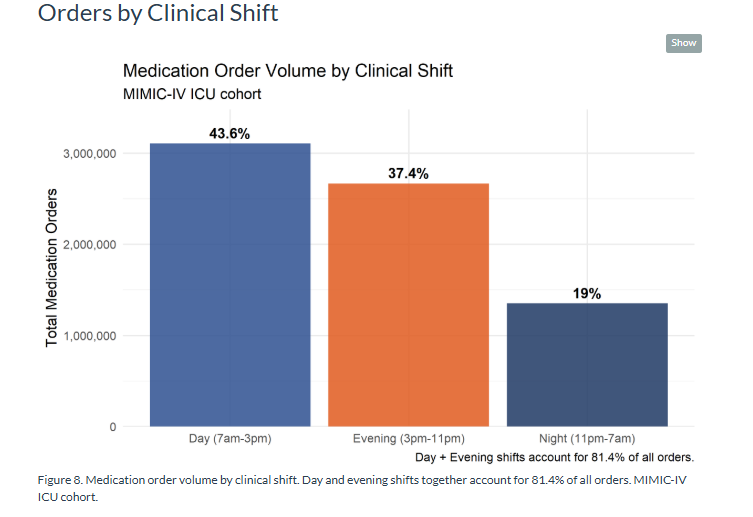 Orders by Clinical Shift
Show
Medication Order Volume by Clinical Shift
MIMIC-IV ICU cohort
43.6%
37.4%
19%
3,000,000
2,000,000
1,000,000
0
Total Medication Orders
Day (7am-3pm)
Evening (3pm-11pm)
Night (11pm-7am)
Day + Evening shifts account for 81.4% of all orders.
Figure 8. Medication order volume by clinical shift. Day and evening shifts together account for 81.4% of all orders. MIMIC-IV
ICU cohort.